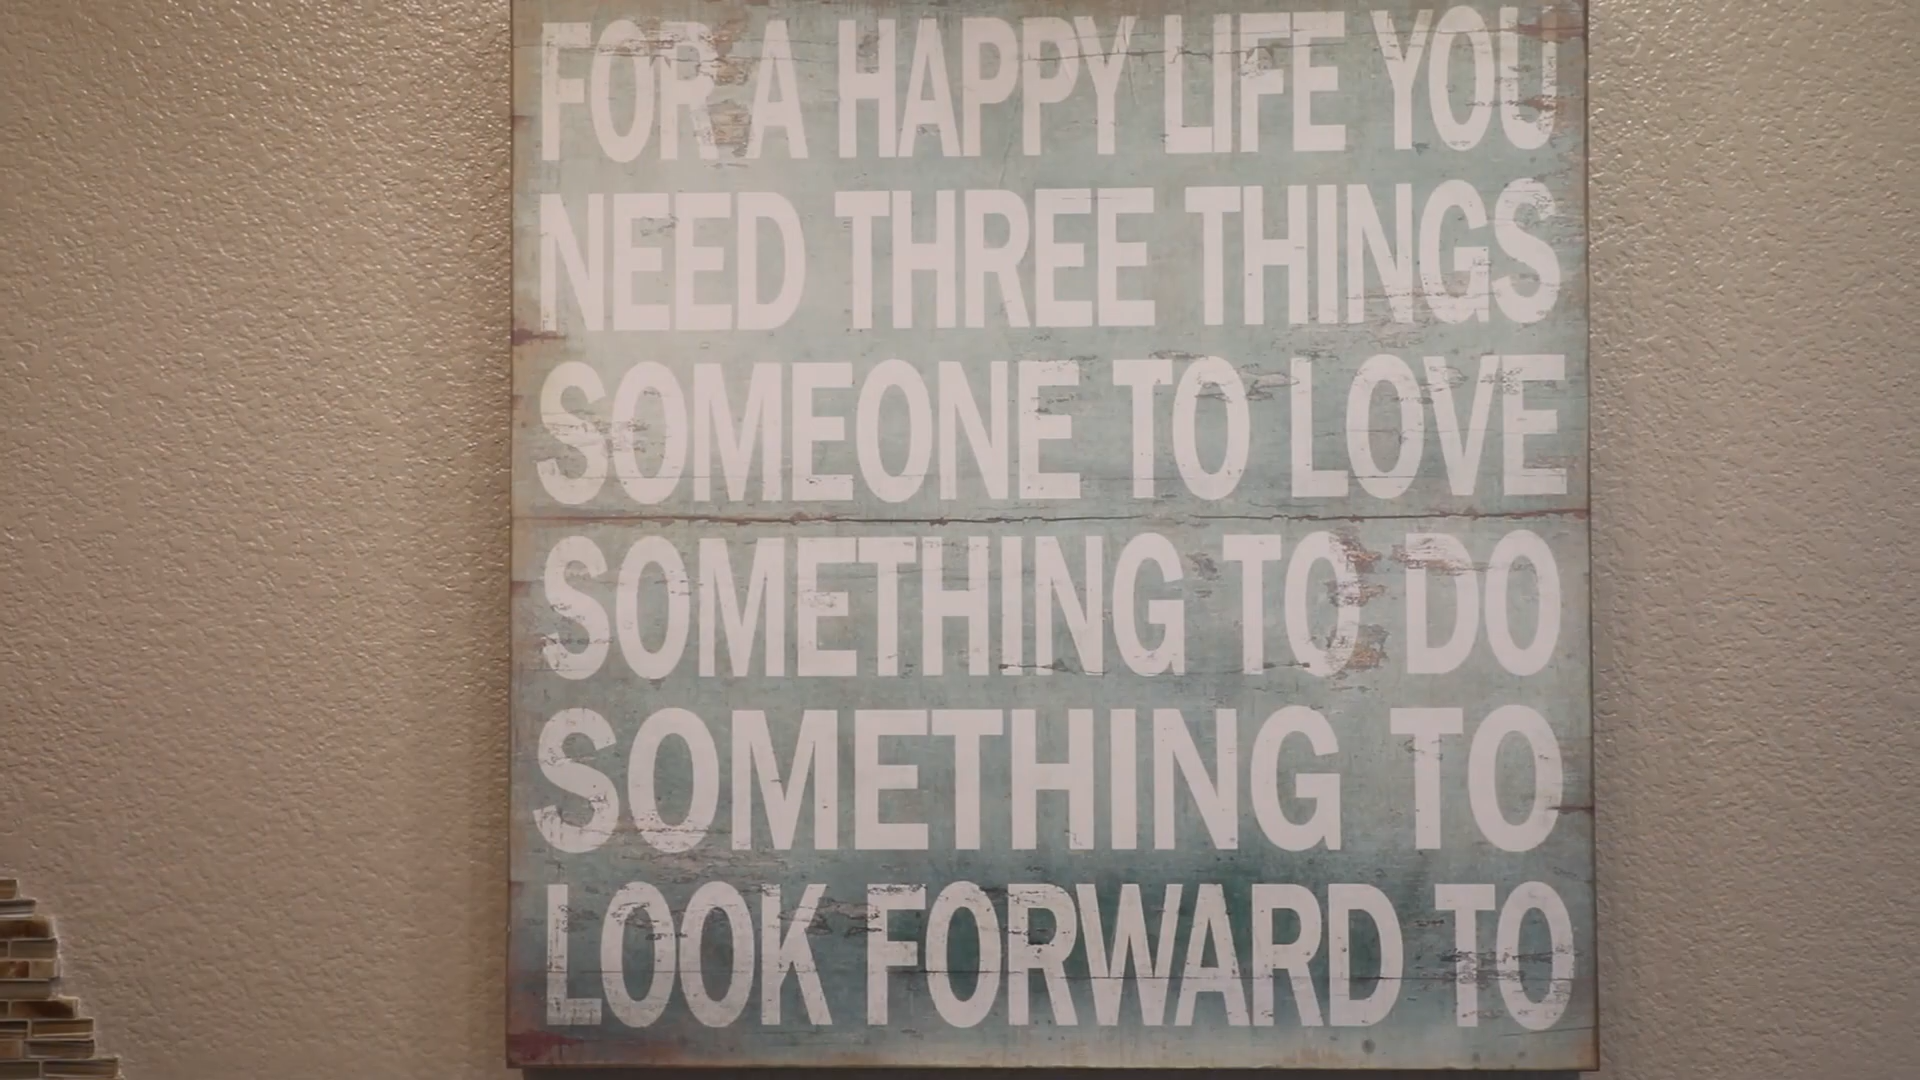 FOR A HAPPY LIFE YOU
NEED THREE THINGS
SOMEONE TO LOVE
SOMETHING TO DO
SOMETHING TO
LOOK FORWARD TO